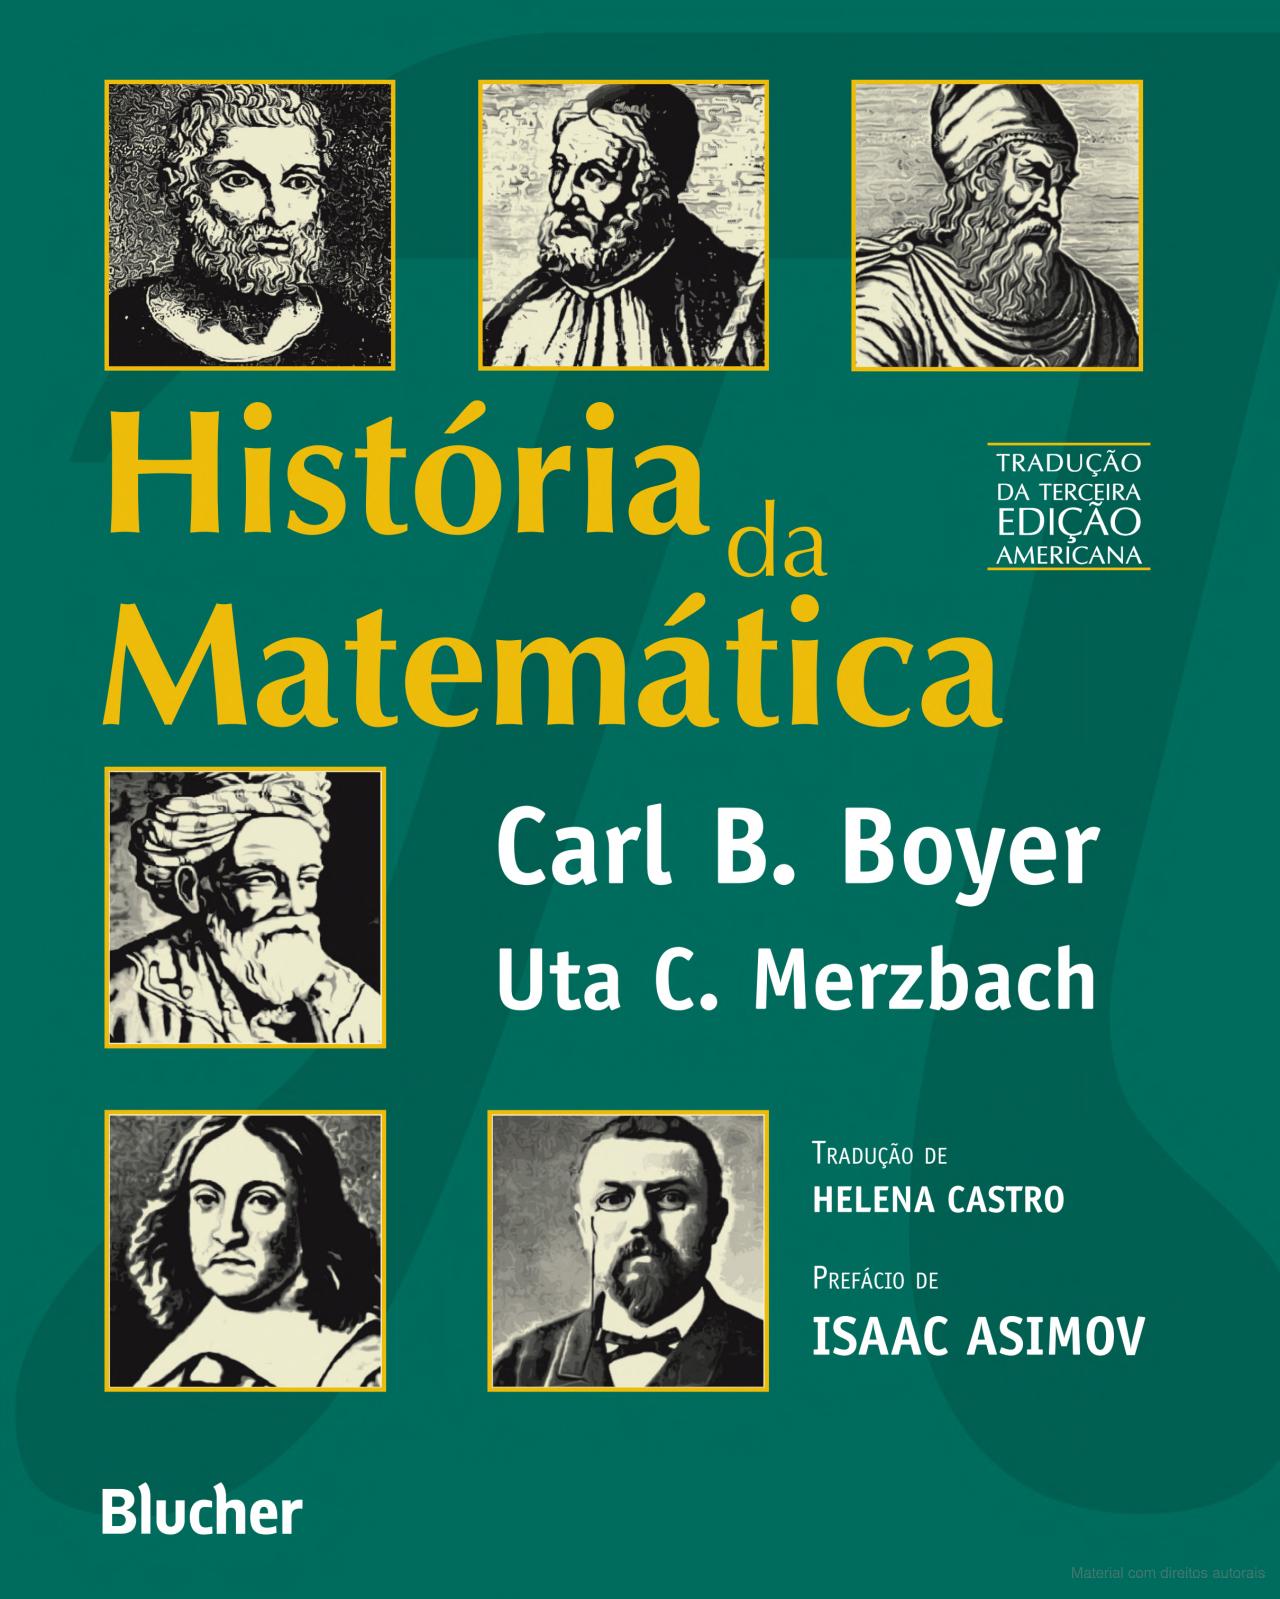 História
da
Matemática
TRADUÇÃO
DA TERCEIRA
EDIÇÃO
AMERICANA
Carl B. Boyer
Uta C. Merzbach
TRADUÇÃO DE
HELENA CASTRO
PREFÁCIO DE
ISAAC ASIMOV
Blucher
Material com direitos autorais